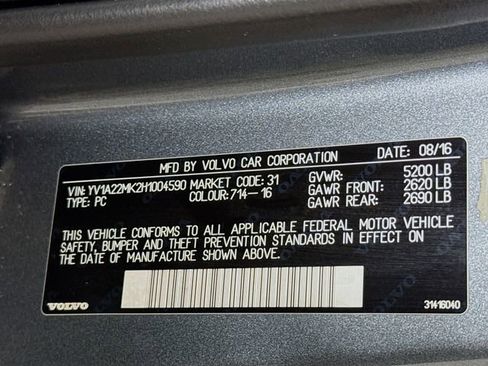 MFD BY VOLVO CAR CORPORATION DATE: 08/16
VIN: YV1A22MK2H1004590 MARKET CODE: 31 GVWR: 5200 LB
TYPE: PC COLOUR: 714-16 GAWR FRONT: 2620 LB
GAWR REAR: 2690 LB
THIS VEHICLE CONFORMS TO ALL APPLICABLE FEDERAL MOTOR VEHICLE
SAFETY, BUMPER AND THEFT PREVENTION STANDARDS IN EFFECT ON
THE DATE OF MANUFACTURE SHOWN ABOVE.
VOLVO 31416040